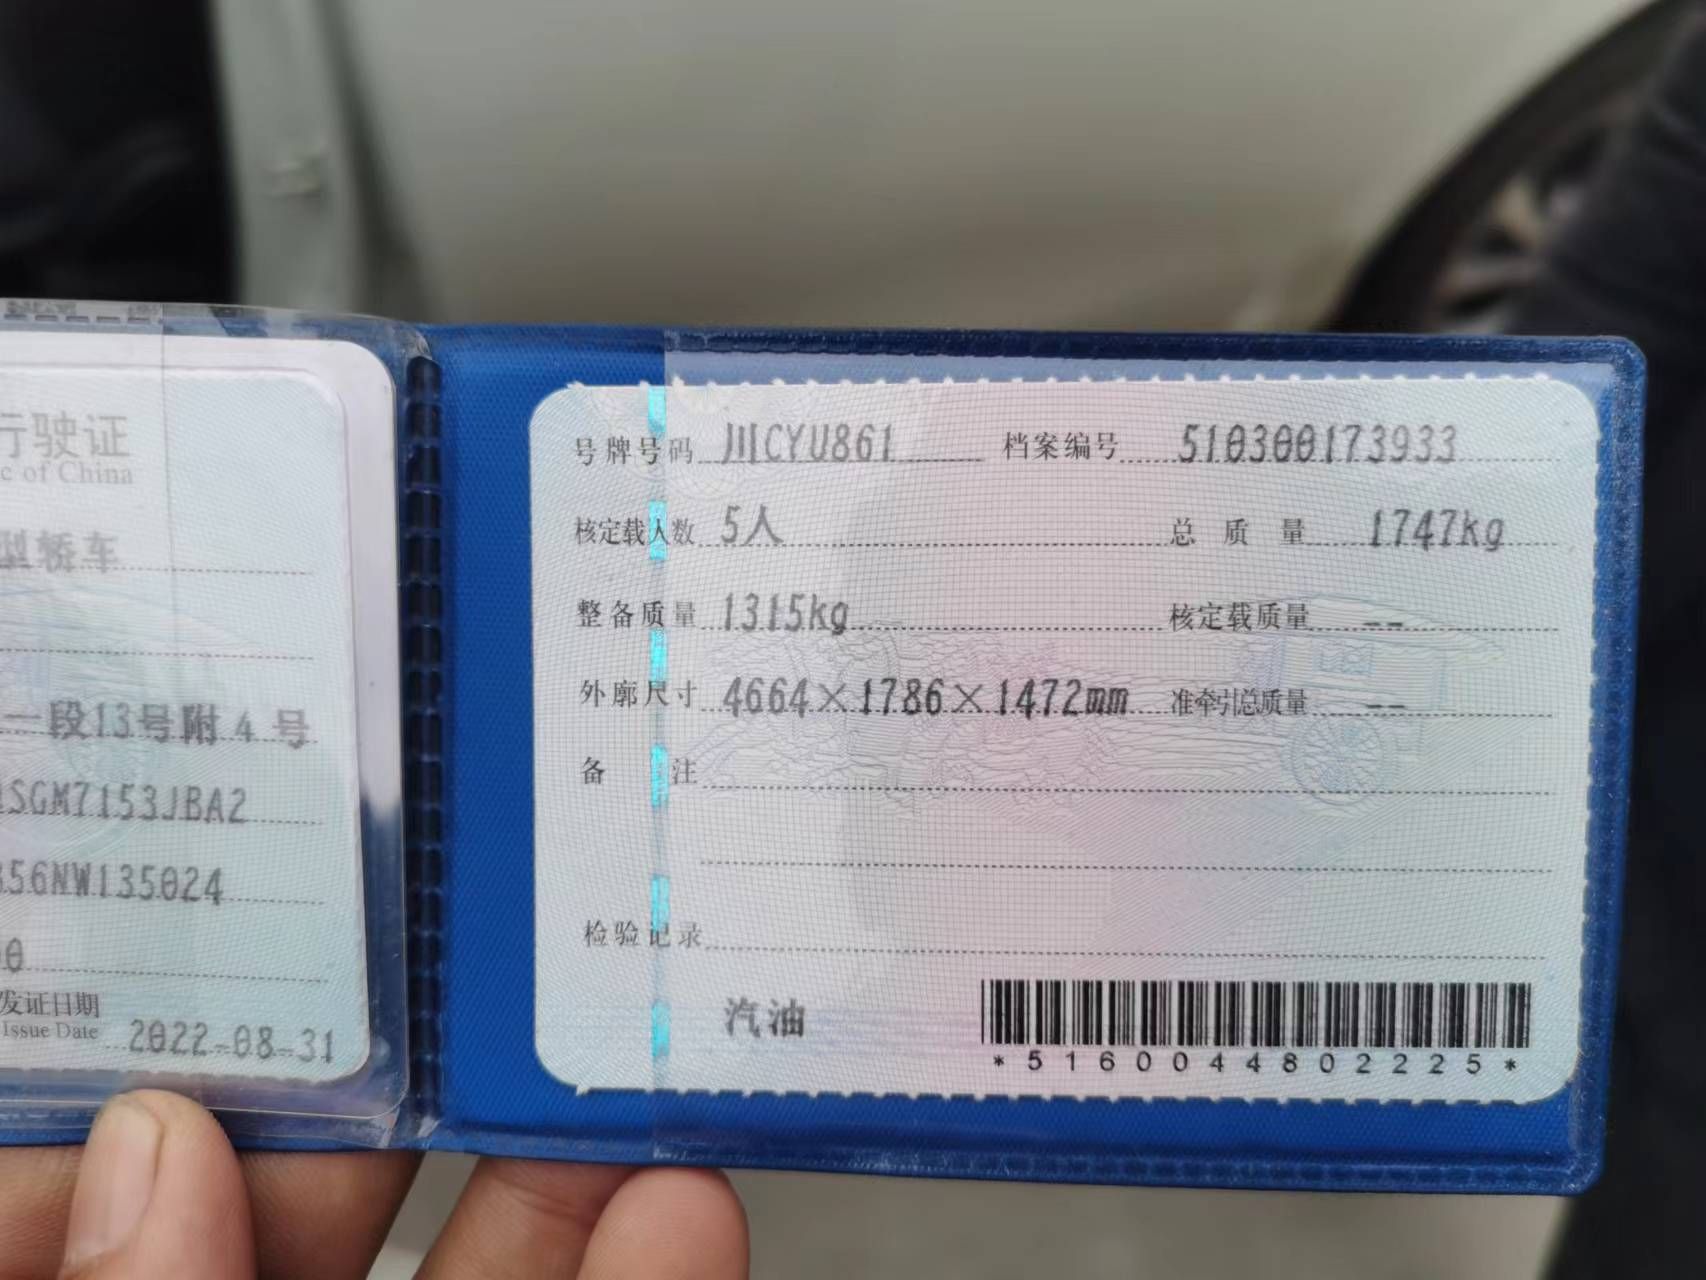 行驶证
e of China
型轿车
一段13号附 4 号
SGM7153JBA2
56NW135024
0
发证日期
Issue Date 2022-08-31
号牌号码 川CYU861 档案编号 510300173933
核定载人数 5人 总质量 1747kg
整备质量 1315kg 核定载质量 --
外廓尺寸 4664×1786×1472mm 准牵引总质量 --
备注
检验记录
汽油
*5160044802225*